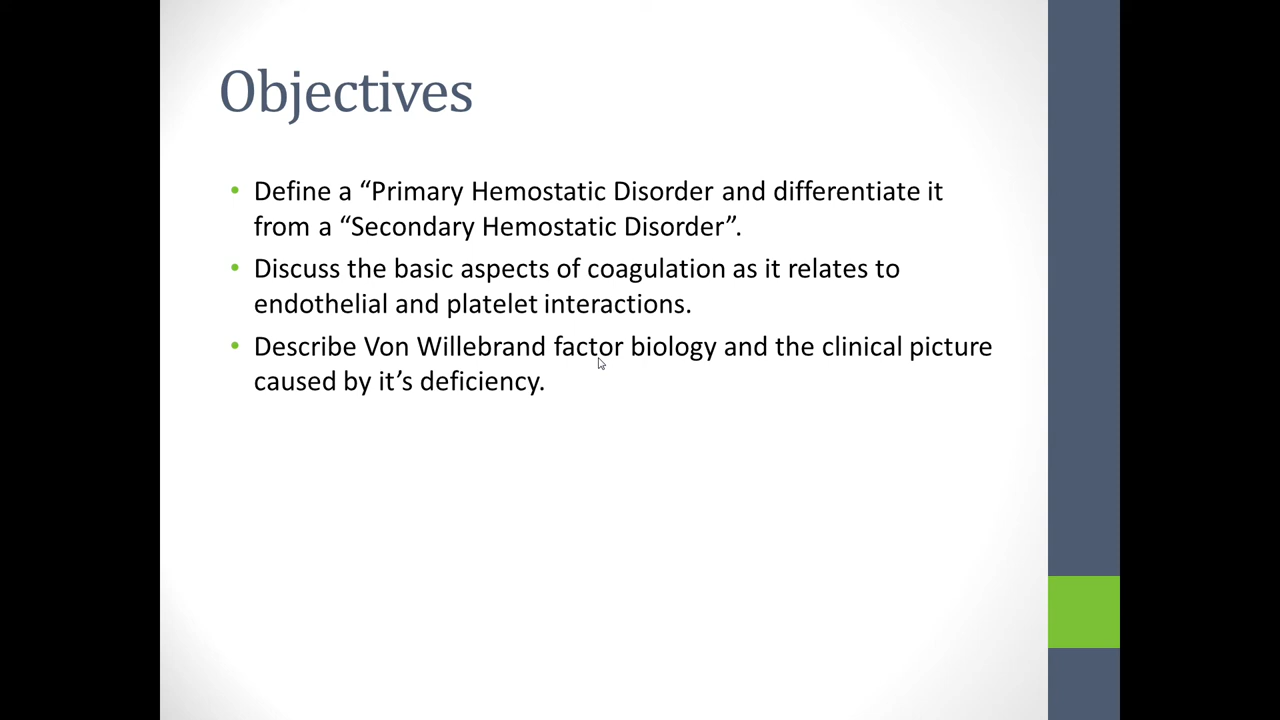 Objectives
• Define a “Primary Hemostatic Disorder and differentiate it
from a “Secondary Hemostatic Disorder”.
• Discuss the basic aspects of coagulation as it relates to
endothelial and platelet interactions.
• Describe Von Willebrand factor biology and the clinical picture
caused by it’s deficiency.